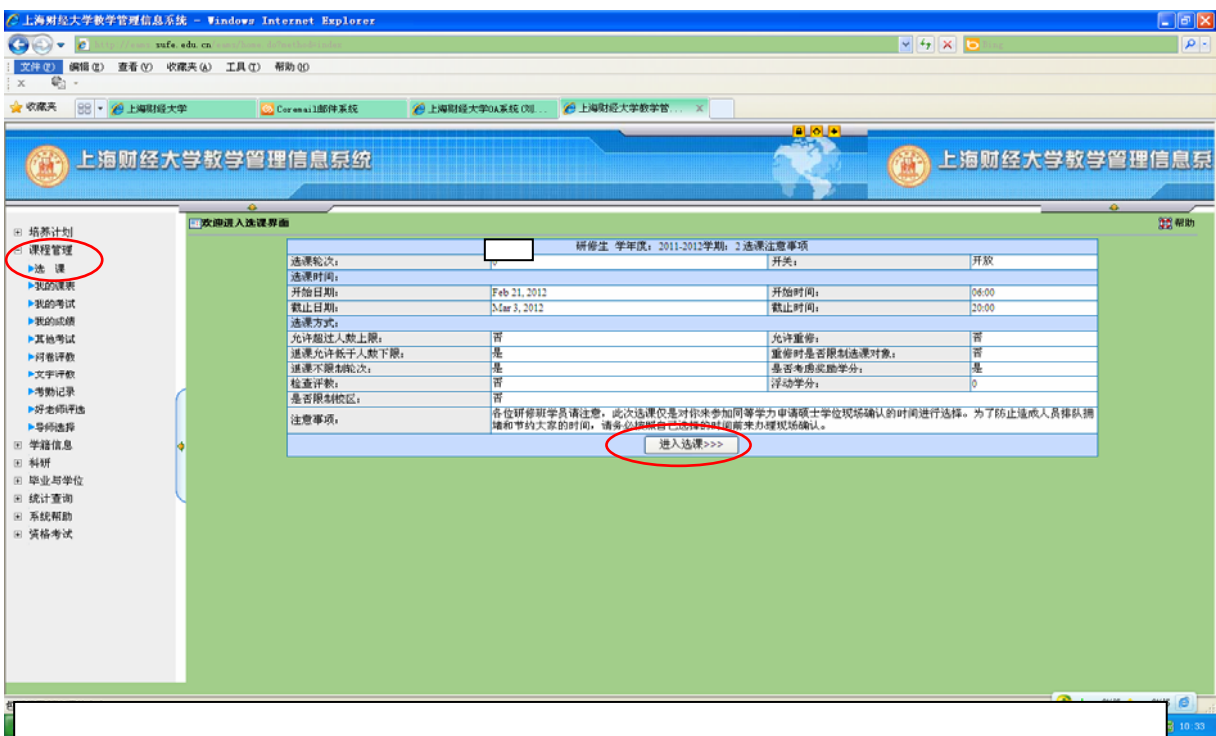 上海财经大学教学管理信息系统 - Windows Internet Explorer
sufe.edu.cn
文件(F) 编辑(E) 查看(V) 收藏夹(A) 工具(T) 帮助(H)
x
收藏夹 上海财经大学 Coremail邮件系统 上海财经大学OA系统(刘... 上海财经大学教学管... X
上海财经大学教学管理信息系统 上海财经大学教学管理信息系
培养计划
课程管理
选 课
我的课表
我的考试
我的成绩
其他考试
问卷评教
文字评教
考勤记录
好老师评选
导师选择
学籍信息
科研
毕业与学位
统计查询
系统帮助
资格考试
欢迎进入选课界面 帮助
研修生 学年度: 2011-2012学期: 2 选课注意事项
选课轮次: 开关: 开放
选课时间:
开始日期: Feb 21, 2012 开始时间: 06:00
截止日期: Mar 3, 2012 截止时间: 20:00
选课方式:
允许超过人数上限: 否 允许重修: 否
退课允许低于人数下限: 是 重修时是否限制选课对象: 否
退课不限制轮次: 是 是否考虑奖励学分: 是
检查评教: 否 浮动学分: 0
是否限制校区: 否
注意事项: 各位研修班学员请注意，此次选课仅是对你来参加同等学力申请硕士学位现场确认的时间进行选择。为了防止造成人员排队拥
堵和节约大家的时间，请务必按照自己选择的时间前来办理现场确认。
进入选课>>>
10:33